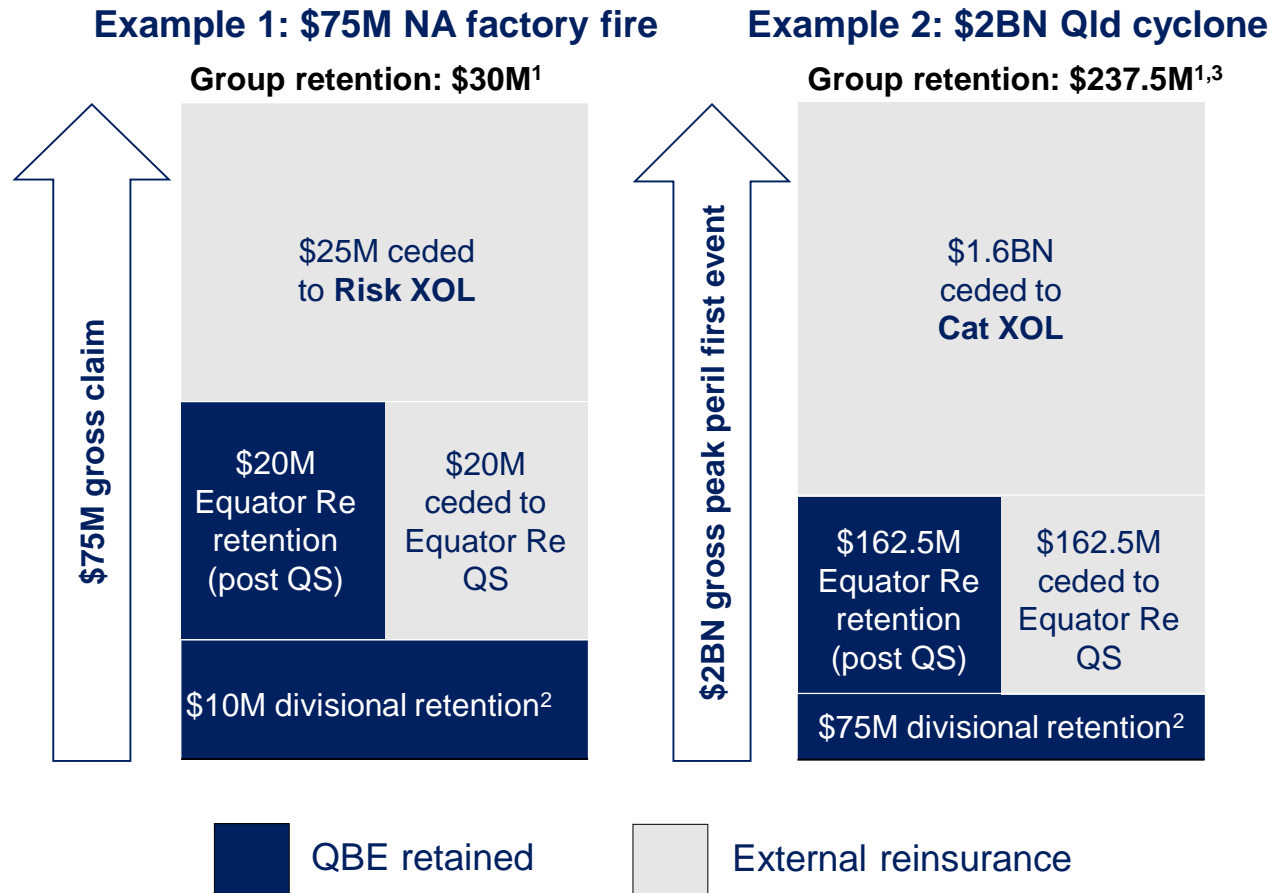 Example 1: $75M NA factory fire
Group retention: $30M¹
$75M gross claim
$25M ceded
to Risk XOL
$20M
Equator Re
retention
(post QS)
$20M
ceded to
Equator Re
QS
$10M divisional retention²
Example 2: $2BN Qld cyclone
Group retention: $237.5M¹,³
$2BN gross peak peril first event
$1.6BN
ceded to
Cat XOL
$162.5M
Equator Re
retention
(post QS)
$162.5M
ceded to
Equator Re
QS
$75M divisional retention²
QBE retained
External reinsurance